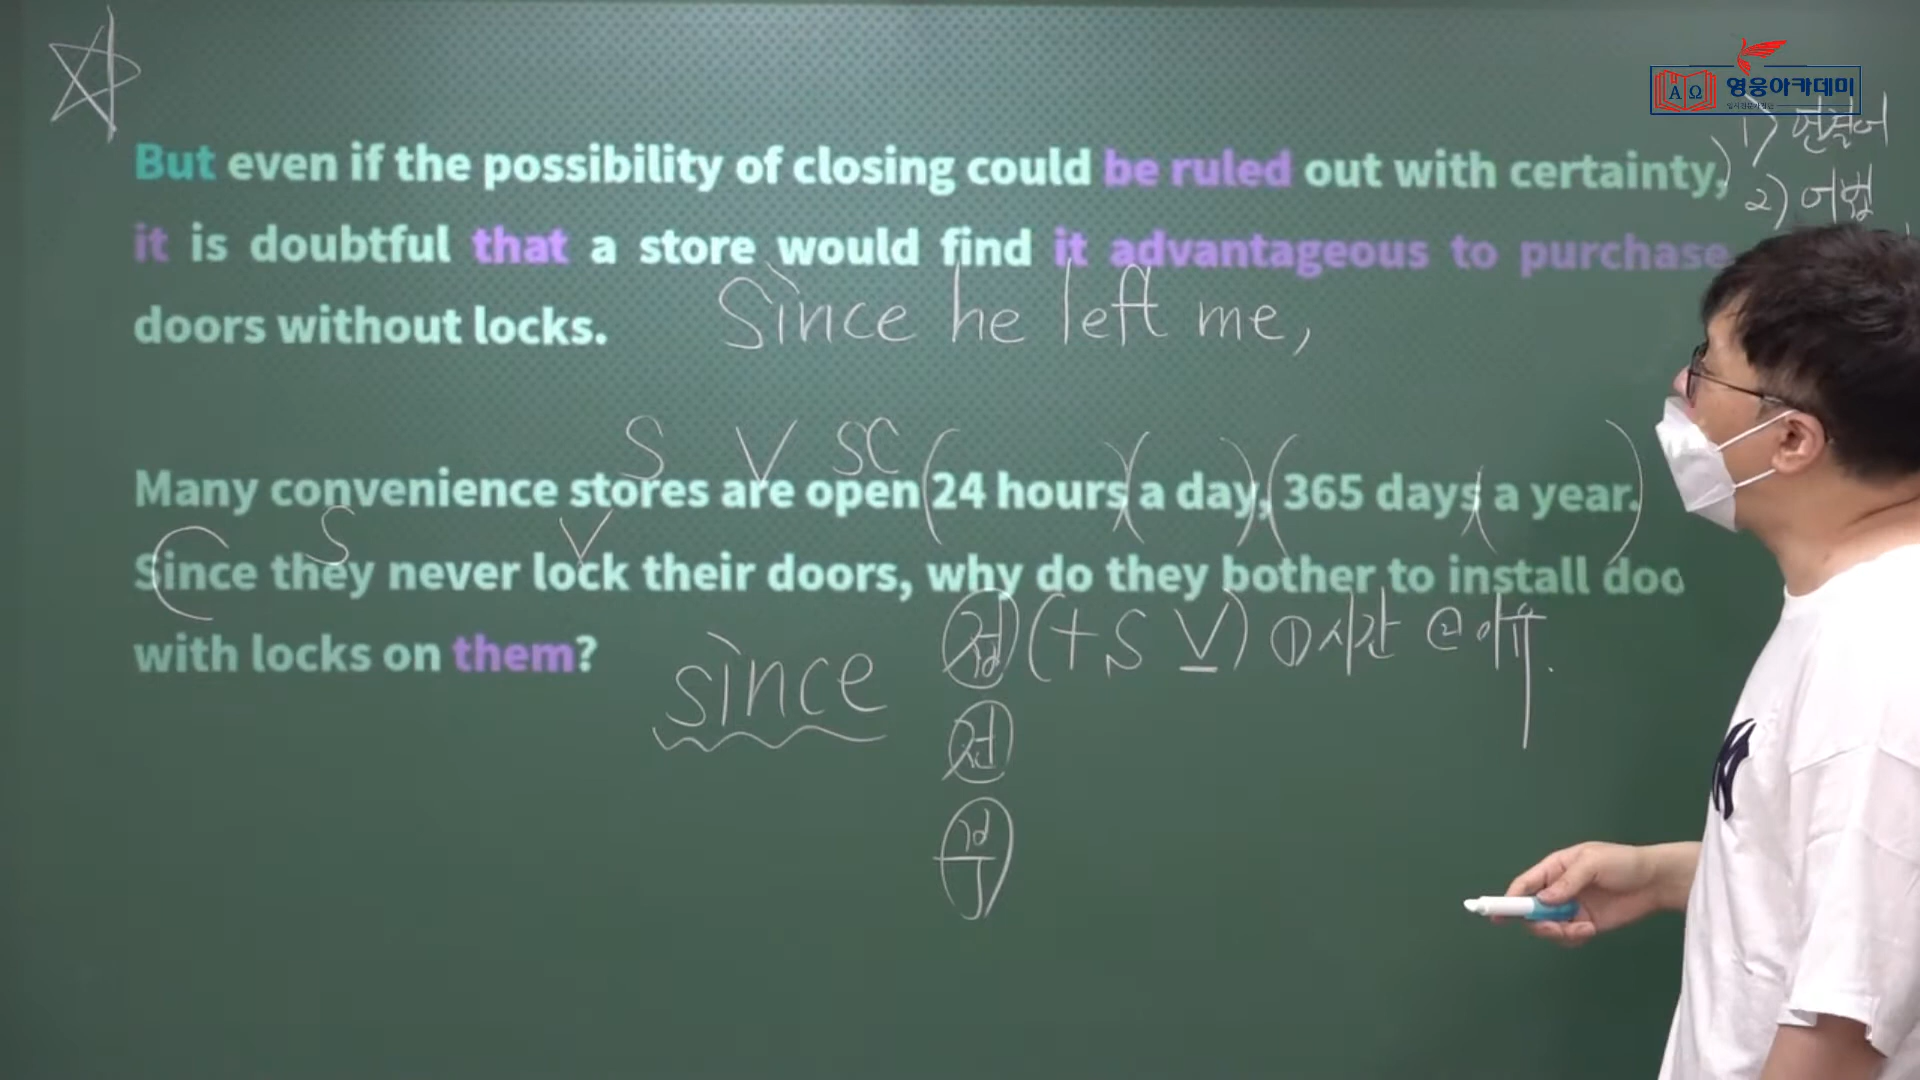 영웅아카데미
1) 연결어
2) 어법
But even if the possibility of closing could be ruled out with certainty,
it is doubtful that a store would find it advantageous to purchase
doors without locks.
Since he left me,
S V SC
Many convenience stores are open 24 hours a day, 365 days a year.
S V
Since they never lock their doors, why do they bother to install doo
with locks on them?
since 접 (+S V) ① 시간 ② 이유.
전